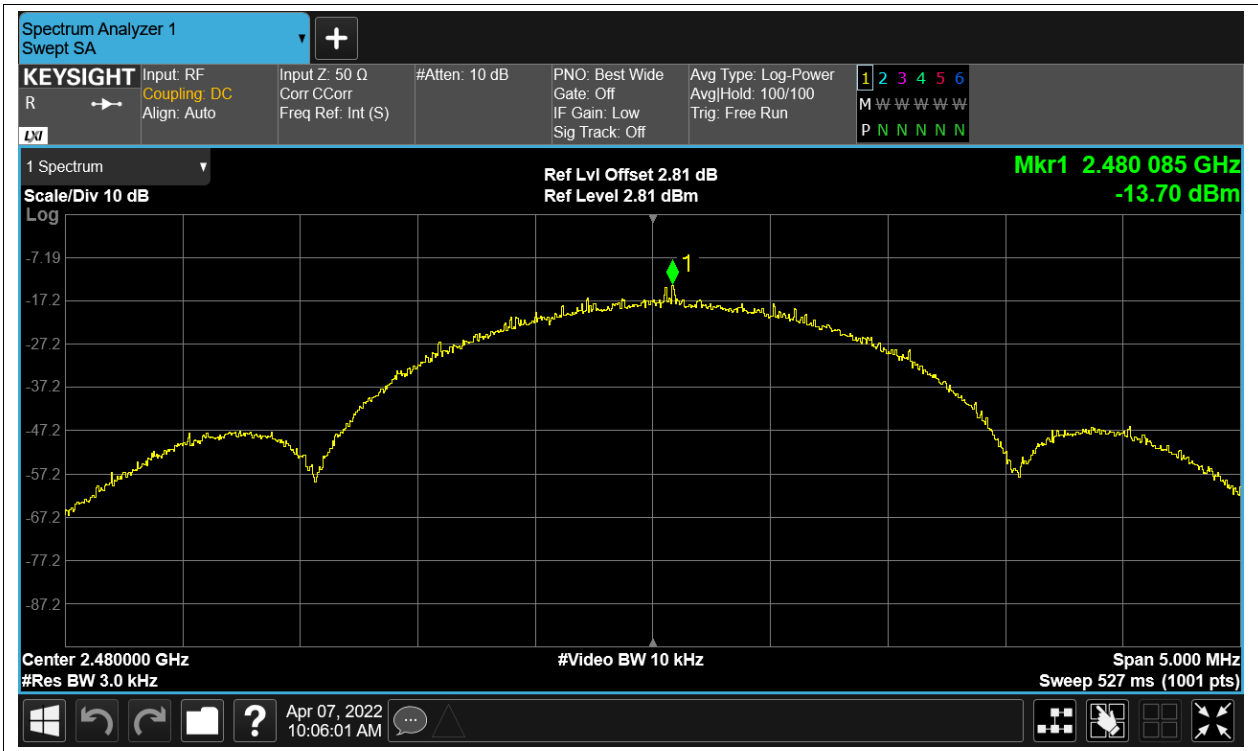 Spectrum Analyzer 1
Swept SA
KEYSIGHT
R
LXI
Input: RF
Coupling: DC
Align: Auto
Input Z: 50 Ω
Corr CCorr
Freq Ref: Int (S)
#Atten: 10 dB
PNO: Best Wide
Gate: Off
IF Gain: Low
Sig Track: Off
Avg Type: Log-Power
Avg|Hold: 100/100
Trig: Free Run
1 2 3 4 5 6
M W W W W W
P N N N N N
1 Spectrum
Scale/Div 10 dB
Ref Lvl Offset 2.81 dB
Ref Level 2.81 dBm
Mkr1 2.480 085 GHz
-13.70 dBm
Log
1
-7.19
-17.2
-27.2
-37.2
-47.2
-57.2
-67.2
-77.2
-87.2
Center 2.480000 GHz
#Res BW 3.0 kHz
#Video BW 10 kHz
Span 5.000 MHz
Sweep 527 ms (1001 pts)
?
Apr 07, 2022
10:06:01 AM